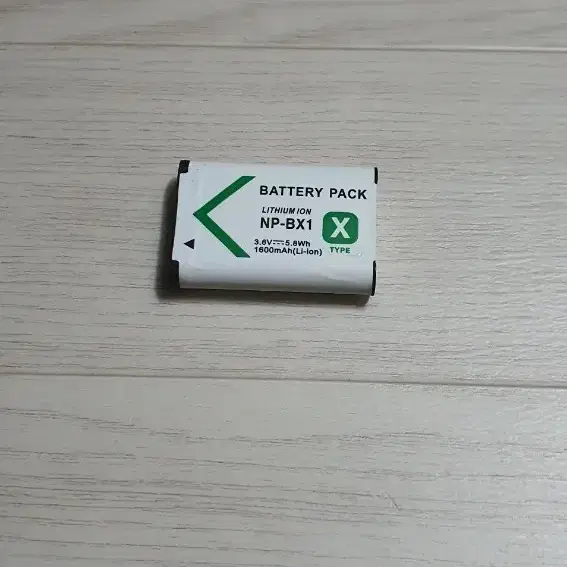 BATTERY PACK
LITHIUM ION
NP-BX1
X
3.6V⎓5.8Wh
TYPE
1600mAh(Li-Ion)